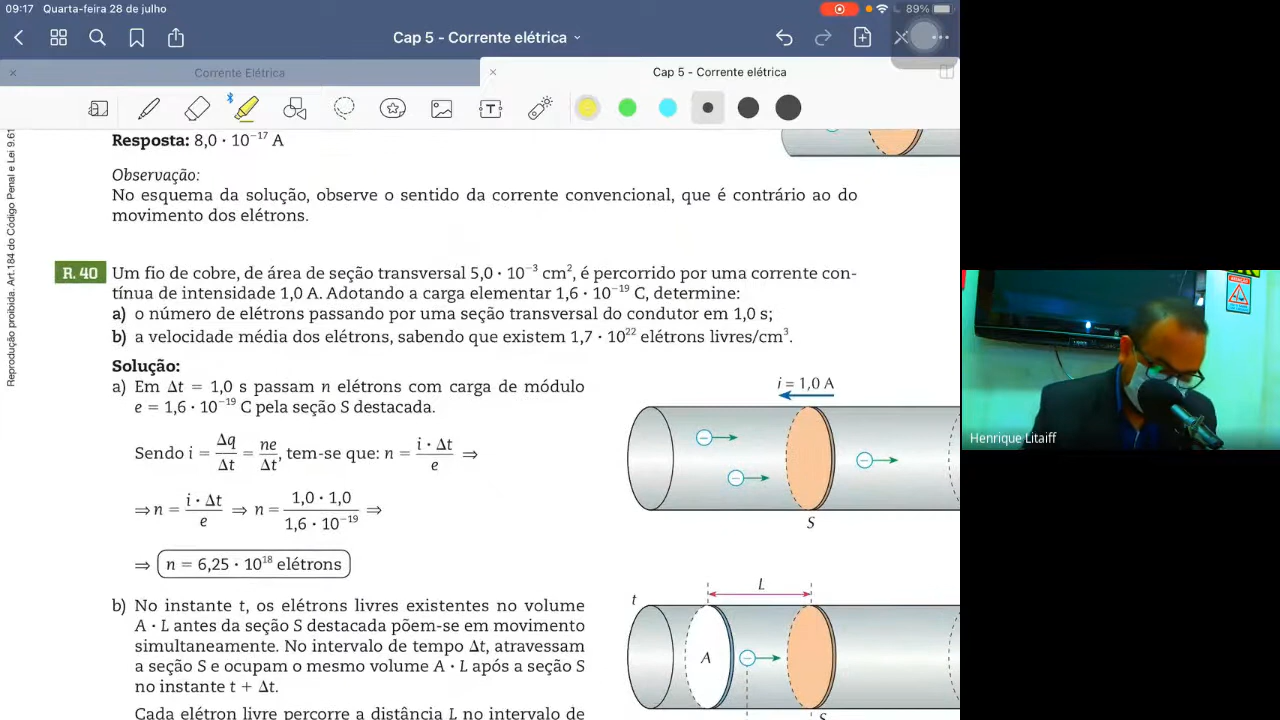 09:17 Quarta-feira 28 de julho
89%
Cap 5 - Corrente elétrica
Corrente Elétrica
Cap 5 - Corrente elétrica
Reprodução proibida. Art.184 do Código Penal e Lei 9.61
Resposta: 8,0 · 10⁻¹⁷ A
Observação:
No esquema da solução, observe o sentido da corrente convencional, que é contrário ao do
movimento dos elétrons.
R. 40 Um fio de cobre, de área de seção transversal 5,0 · 10⁻³ cm², é percorrido por uma corrente con-
tínua de intensidade 1,0 A. Adotando a carga elementar 1,6 · 10⁻¹⁹ C, determine:
a) o número de elétrons passando por uma seção transversal do condutor em 1,0 s;
b) a velocidade média dos elétrons, sabendo que existem 1,7 · 10²² elétrons livres/cm³.
Solução:
a) Em Δt = 1,0 s passam n elétrons com carga de módulo
e = 1,6 · 10⁻¹⁹ C pela seção S destacada.
Sendo i = Δq/Δt = ne/Δt, tem-se que: n = i · Δt/e ⇒
⇒ n = i · Δt/e ⇒ n = 1,0 · 1,0/1,6 · 10⁻¹⁹ ⇒
⇒ n = 6,25 · 10¹⁸ elétrons
i = 1,0 A
S
b) No instante t, os elétrons livres existentes no volume
A · L antes da seção S destacada põem-se em movimento
simultaneamente. No intervalo de tempo Δt, atravessam
a seção S e ocupam o mesmo volume A · L após a seção S
no instante t + Δt.
Cada elétron livre percorre a distância L no intervalo de
t
L
A
S
Henrique Litaiff